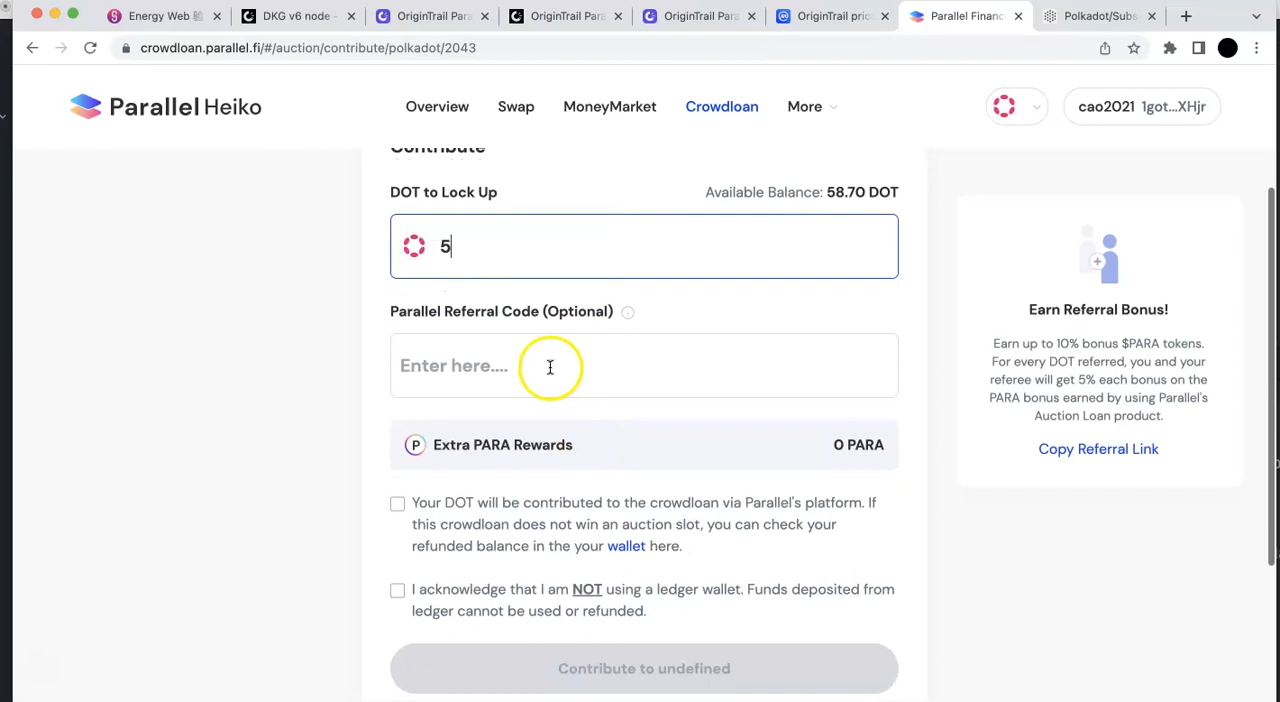 Energy Web
DKG v6 node -
OriginTrail Para
OriginTrail Para
OriginTrail Para
OriginTrail pric
Parallel Financ
Polkadot/Subs
crowdloan.parallel.fi/#/auction/contribute/polkadot/2043
Parallel Heiko
Overview
Swap
MoneyMarket
Crowdloan
More
cao2021 1got...XHjr
Contribute
DOT to Lock Up
Available Balance: 58.70 DOT
5
Parallel Referral Code (Optional)
Enter here....
Extra PARA Rewards
0 PARA
Your DOT will be contributed to the crowdloan via Parallel's platform. If
this crowdloan does not win an auction slot, you can check your
refunded balance in the your wallet here.
I acknowledge that I am NOT using a ledger wallet. Funds deposited from
ledger cannot be used or refunded.
Contribute to undefined
Earn Referral Bonus!
Earn up to 10% bonus $PARA tokens.
For every DOT referred, you and your
referee will get 5% each bonus on the
PARA bonus earned by using Parallel's
Auction Loan product.
Copy Referral Link